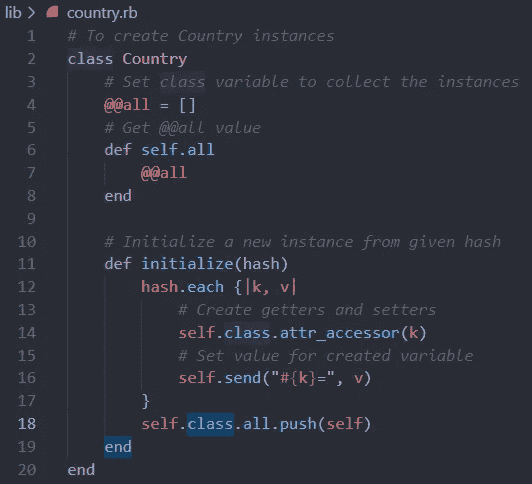 lib > country.rb
1 # To create Country instances
2 class Country
3     # Set class variable to collect the instances
4     @@all = []
5     # Get @@all value
6     def self.all
7         @@all
8     end
9
10     # Initialize a new instance from given hash
11     def initialize(hash)
12         hash.each {|k, v|
13             # Create getters and setters
14             self.class.attr_accessor(k)
15             # Set value for created variable
16             self.send("#{k}=", v)
17         }
18         self.class.all.push(self)
19     end
20 end